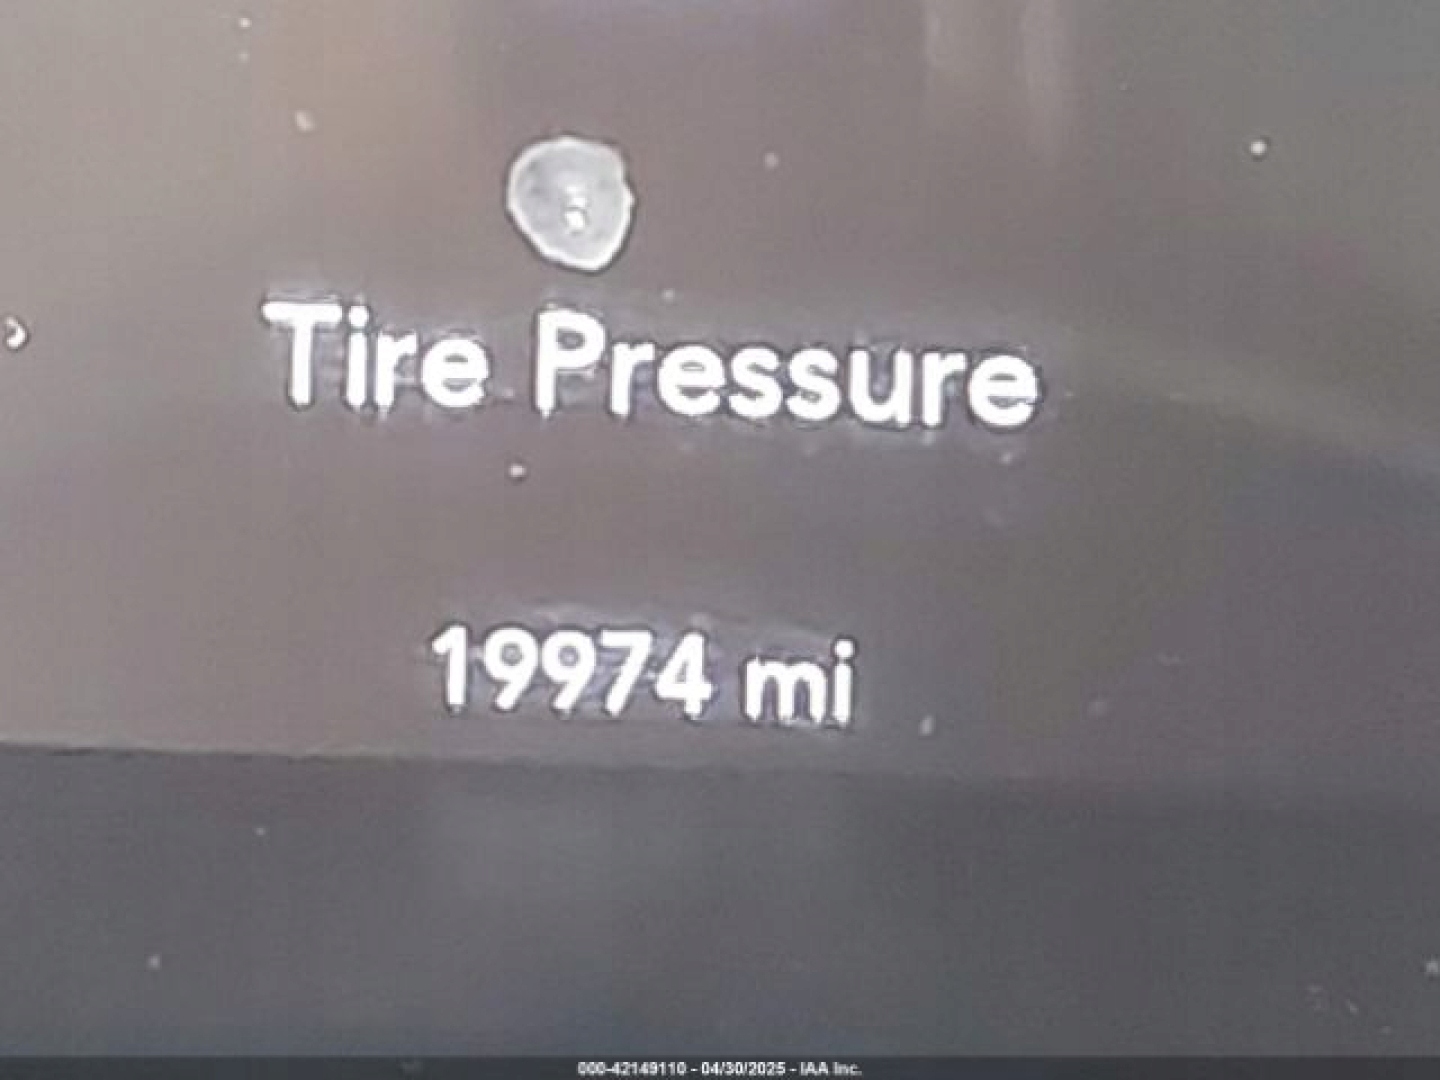 Tire Pressure
19974 mi
000-42149110 - 04/30/2025 - IAA Inc.